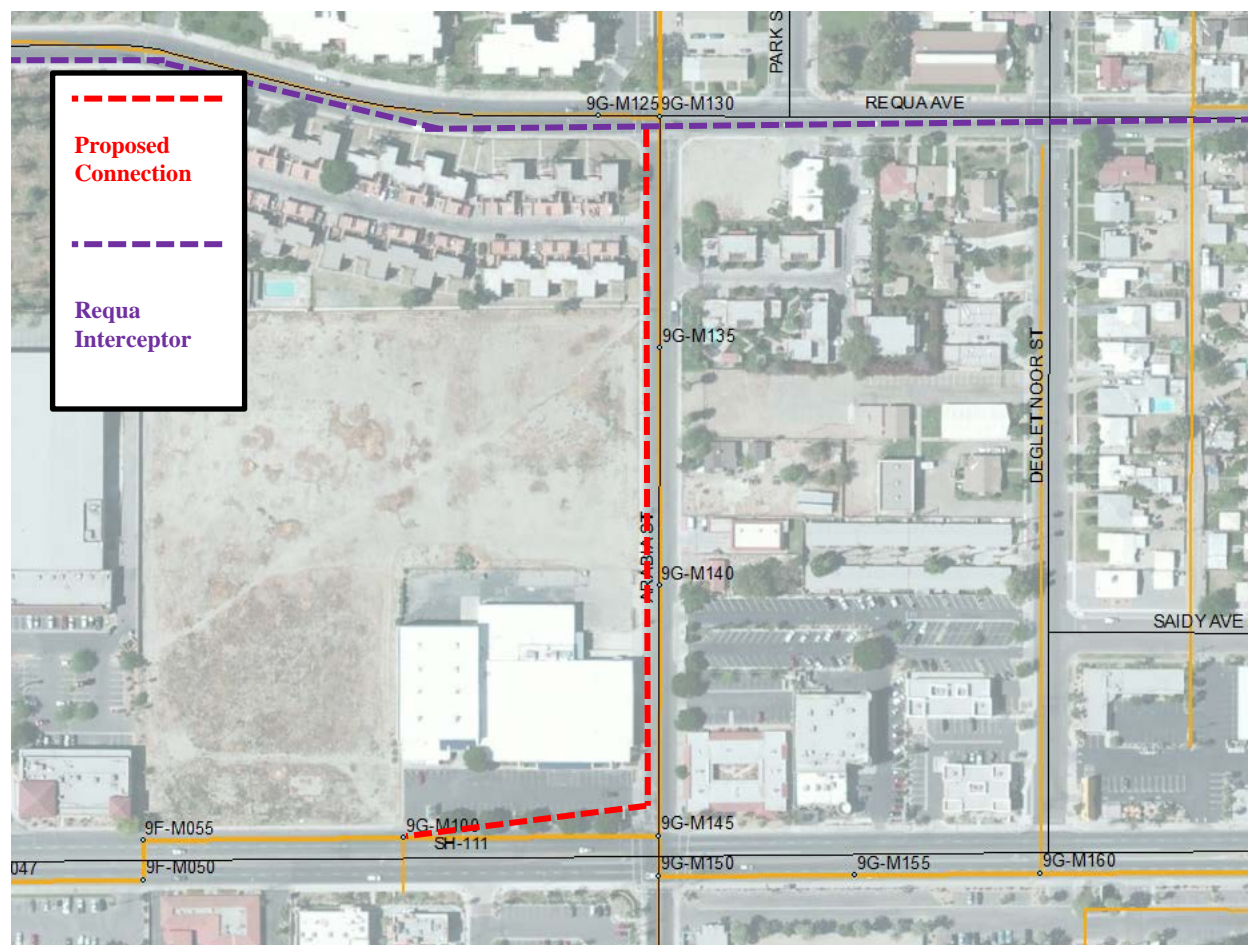 PARK S
9G-M125
9G-M130
REQUA AVE
Proposed
Connection
Requa
Interceptor
9G-M135
DEGLET NOOR ST
ARABIA ST
9G-M140
SAIDY AVE
9F-M055
9G-M100
SH-111
9G-M145
047
9F-M050
9G-M150
9G-M155
9G-M160